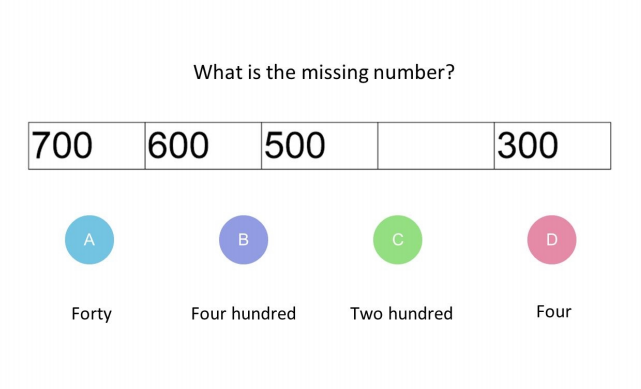 What is the missing number?
700 600 500 300
A B C D
Forty Four hundred Two hundred Four